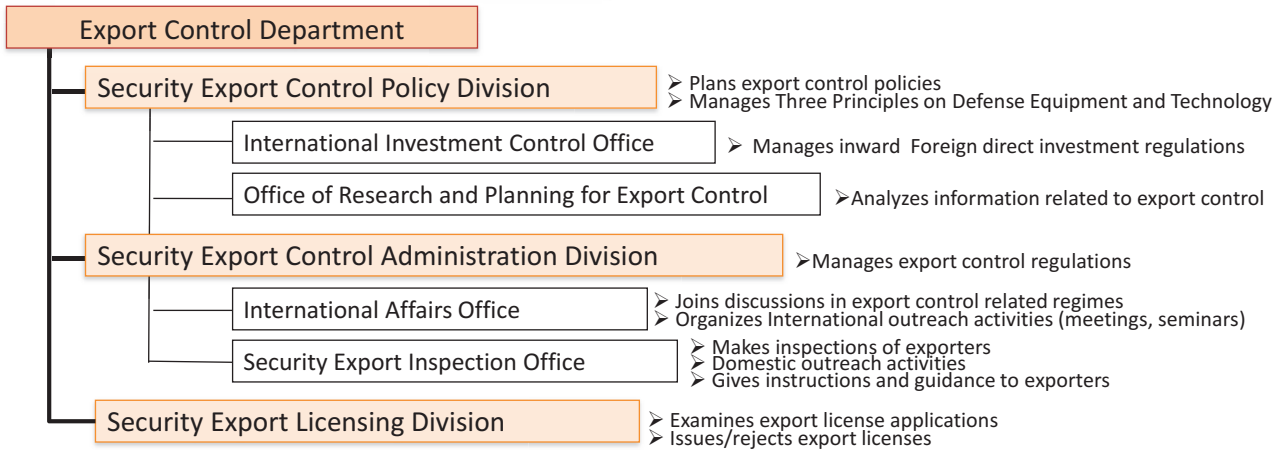 Export Control Department
Security Export Control Policy Division
➢ Plans export control policies
➢ Manages Three Principles on Defense Equipment and Technology
International Investment Control Office
➢ Manages inward  Foreign direct investment regulations
Office of Research and Planning for Export Control
➢Analyzes information related to export control
Security Export Control Administration Division
➢Manages export control regulations
International Affairs Office
➢ Joins discussions in export control related regimes
➢ Organizes International outreach activities (meetings, seminars)
Security Export Inspection Office
➢ Makes inspections of exporters
➢ Domestic outreach activities
➢ Gives instructions and guidance to exporters
Security Export Licensing Division
➢ Examines export license applications
➢ Issues/rejects export licenses